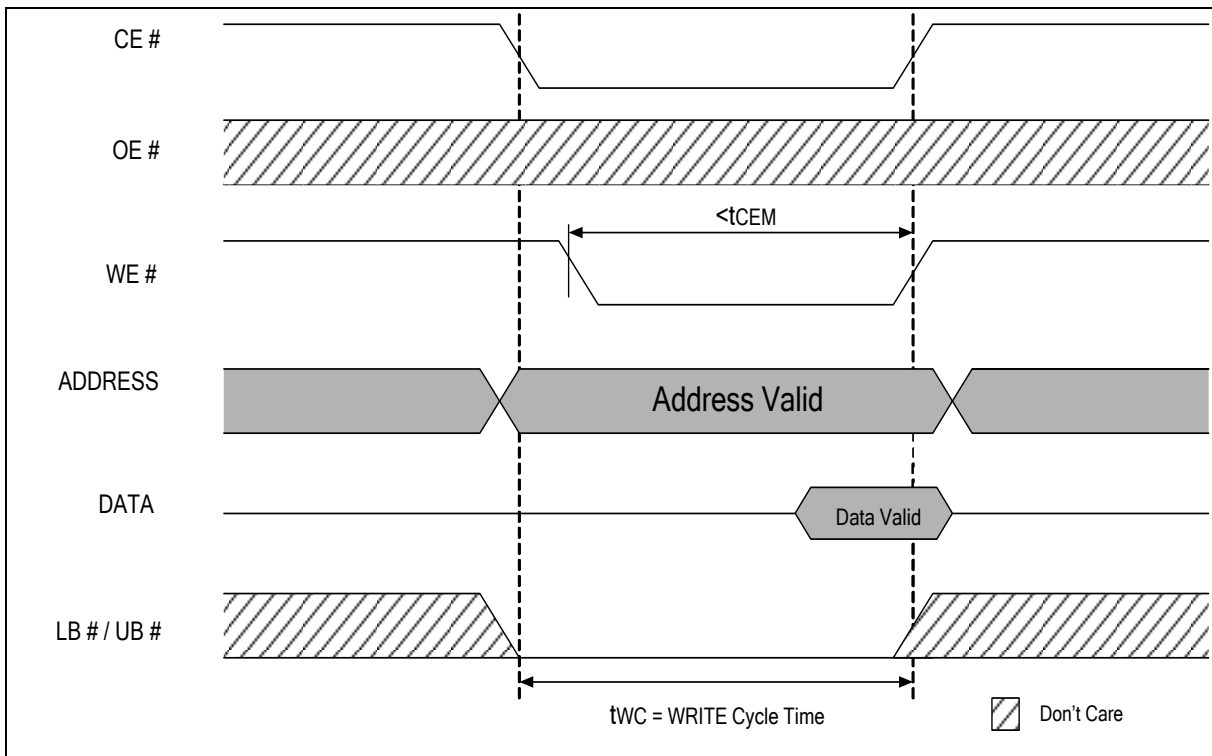 CE #
OE #
<tCEM
WE #
ADDRESS
Address Valid
DATA
Data Valid
LB # / UB #
tWC = WRITE Cycle Time
Don't Care